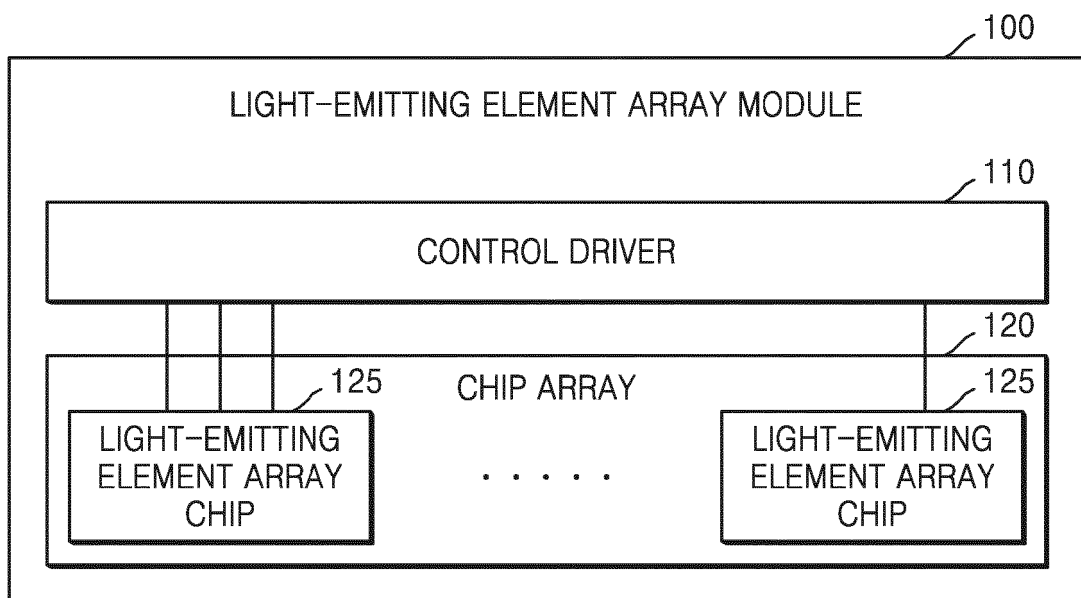 100
LIGHT-EMITTING ELEMENT ARRAY MODULE
110
CONTROL DRIVER
120
CHIP ARRAY
125
125
LIGHT-EMITTING
ELEMENT ARRAY
CHIP
. . . . .
LIGHT-EMITTING
ELEMENT ARRAY
CHIP